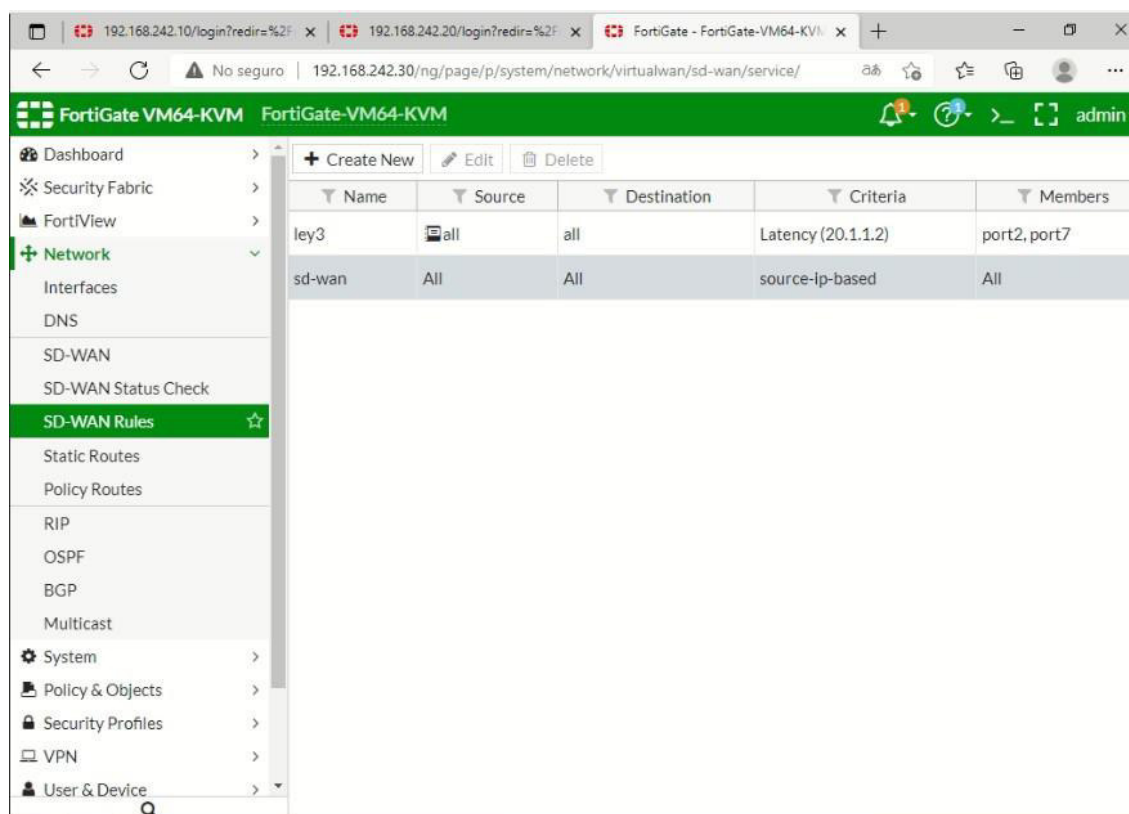 192.168.242.10/login?redir=%2F
192.168.242.20/login?redir=%2F
FortiGate - FortiGate-VM64-KV
No seguro
192.168.242.30/ng/page/p/system/network/virtualwan/sd-wan/service/
FortiGate VM64-KVM
FortiGate-VM64-KVM
1
1
>_
admin
Dashboard
Security Fabric
FortiView
Network
Interfaces
DNS
SD-WAN
SD-WAN Status Check
SD-WAN Rules
Static Routes
Policy Routes
RIP
OSPF
BGP
Multicast
System
Policy & Objects
Security Profiles
VPN
User & Device
+ Create New Edit Delete
Name Source Destination Criteria Members
ley3 all all Latency (20.1.1.2) port2, port7
sd-wan All All source-ip-based All